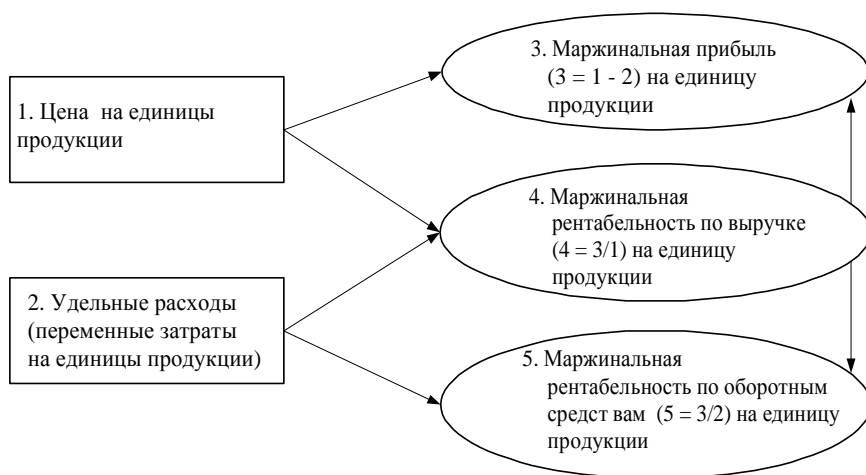 1. Цена на единицы
продукции
2. Удельные расходы
(переменные затраты
на единицы продукции)
3. Маржинальная прибыль
(3 = 1 - 2) на единицу
продукции
4. Маржинальная
рентабельность по выручке
(4 = 3/1) на единицу
продукции
5. Маржинальная
рентабельность по оборотным
средст вам (5 = 3/2) на единицу
продукции